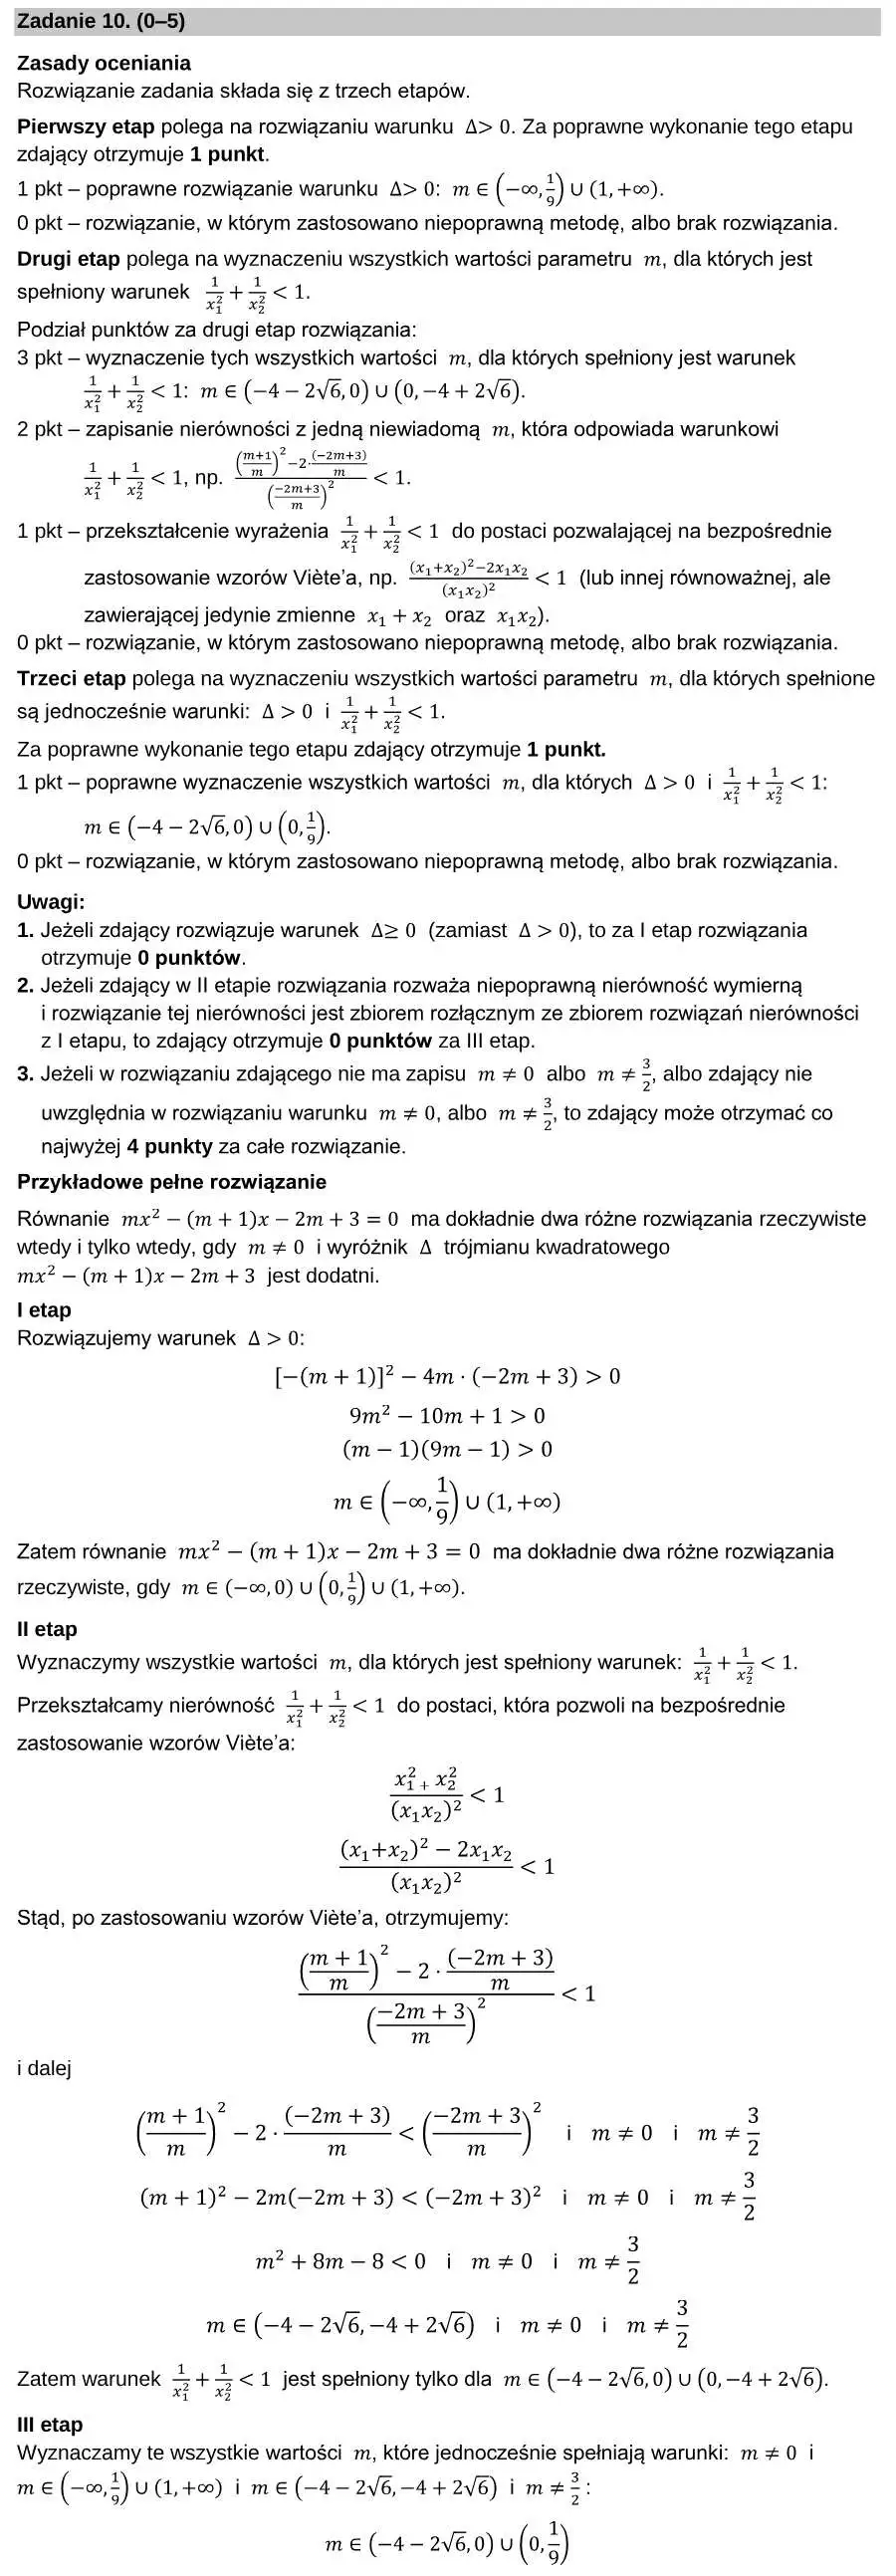 Zadanie 10. (0–5)
Zasady oceniania
Rozwiązanie zadania składa się z trzech etapów.
Pierwszy etap polega na rozwiązaniu warunku Δ> 0. Za poprawne wykonanie tego etapu
zdający otrzymuje 1 punkt.
1 pkt – poprawne rozwiązanie warunku Δ> 0: m ∈ (−∞, 1/9) ∪ (1, +∞).
0 pkt – rozwiązanie, w którym zastosowano niepoprawną metodę, albo brak rozwiązania.
Drugi etap polega na wyznaczeniu wszystkich wartości parametru m, dla których jest
spełniony warunek 1/x₁² + 1/x₂² < 1.
Podział punktów za drugi etap rozwiązania:
3 pkt – wyznaczenie tych wszystkich wartości m, dla których spełniony jest warunek
1/x₁² + 1/x₂² < 1: m ∈ (−4 − 2√6, 0) ∪ (0, −4 + 2√6).
2 pkt – zapisanie nierówności z jedną niewiadomą m, która odpowiada warunkowi
1/x₁² + 1/x₂² < 1, np. (((m+1)/m)² − 2·(−2m+3)/m)/((−2m+3)/m)² < 1.
1 pkt – przekształcenie wyrażenia 1/x₁² + 1/x₂² < 1 do postaci pozwalającej na bezpośrednie
zastosowanie wzorów Viète’a, np. ((x₁+x₂)²−2x₁x₂)/(x₁x₂)² < 1 (lub innej równoważnej, ale
zawierającej jedynie zmienne x₁ + x₂ oraz x₁x₂).
0 pkt – rozwiązanie, w którym zastosowano niepoprawną metodę, albo brak rozwiązania.
Trzeci etap polega na wyznaczeniu wszystkich wartości parametru m, dla których spełnione
są jednocześnie warunki: Δ > 0 i 1/x₁² + 1/x₂² < 1.
Za poprawne wykonanie tego etapu zdający otrzymuje 1 punkt.
1 pkt – poprawne wyznaczenie wszystkich wartości m, dla których Δ > 0 i 1/x₁² + 1/x₂² < 1:
m ∈ (−4 − 2√6, 0) ∪ (0, 1/9).
0 pkt – rozwiązanie, w którym zastosowano niepoprawną metodę, albo brak rozwiązania.
Uwagi:
1. Jeżeli zdający rozwiązuje warunek Δ≥ 0 (zamiast Δ > 0), to za I etap rozwiązania
otrzymuje 0 punktów.
2. Jeżeli zdający w II etapie rozwiązania rozważa niepoprawną nierówność wymierną
i rozwiązanie tej nierówności jest zbiorem rozłącznym ze zbiorem rozwiązań nierówności
z I etapu, to zdający otrzymuje 0 punktów za III etap.
3. Jeżeli w rozwiązaniu zdającego nie ma zapisu m ≠ 0 albo m ≠ 3/2, albo zdający nie
uwzględnia w rozwiązaniu warunku m ≠ 0, albo m ≠ 3/2, to zdający może otrzymać co
najwyżej 4 punkty za całe rozwiązanie.
Przykładowe pełne rozwiązanie
Równanie mx² − (m + 1)x − 2m + 3 = 0 ma dokładnie dwa różne rozwiązania rzeczywiste
wtedy i tylko wtedy, gdy m ≠ 0 i wyróżnik Δ trójmianu kwadratowego
mx² − (m + 1)x − 2m + 3 jest dodatni.
I etap
Rozwiązujemy warunek Δ > 0:
[−(m + 1)]² − 4m · (−2m + 3) > 0
9m² − 10m + 1 > 0
(m − 1)(9m − 1) > 0
m ∈ (−∞, 1/9) ∪ (1, +∞)
Zatem równanie mx² − (m + 1)x − 2m + 3 = 0 ma dokładnie dwa różne rozwiązania
rzeczywiste, gdy m ∈ (−∞, 0) ∪ (0, 1/9) ∪ (1, +∞).
II etap
Wyznaczymy wszystkie wartości m, dla których jest spełniony warunek: 1/x₁² + 1/x₂² < 1.
Przekształcamy nierówność 1/x₁² + 1/x₂² < 1 do postaci, która pozwoli na bezpośrednie
zastosowanie wzorów Viète’a:
(x₁² + x₂²)/(x₁x₂)² < 1
((x₁+x₂)² − 2x₁x₂)/(x₁x₂)² < 1
Stąd, po zastosowaniu wzorów Viète’a, otrzymujemy:
(((m + 1)/m)² − 2 · (−2m + 3)/m)/((−2m + 3)/m)² < 1
i dalej
((m + 1)/m)² − 2 · (−2m + 3)/m < ((−2m + 3)/m)² i m ≠ 0 i m ≠ 3/2
(m + 1)² − 2m(−2m + 3) < (−2m + 3)² i m ≠ 0 i m ≠ 3/2
m² + 8m − 8 < 0 i m ≠ 0 i m ≠ 3/2
m ∈ (−4 − 2√6, −4 + 2√6) i m ≠ 0 i m ≠ 3/2
Zatem warunek 1/x₁² + 1/x₂² < 1 jest spełniony tylko dla m ∈ (−4 − 2√6, 0) ∪ (0, −4 + 2√6).
III etap
Wyznaczamy te wszystkie wartości m, które jednocześnie spełniają warunki: m ≠ 0 i
m ∈ (−∞, 1/9) ∪ (1, +∞) i m ∈ (−4 − 2√6, −4 + 2√6) i m ≠ 3/2 :
m ∈ (−4 − 2√6, 0) ∪ (0, 1/9)